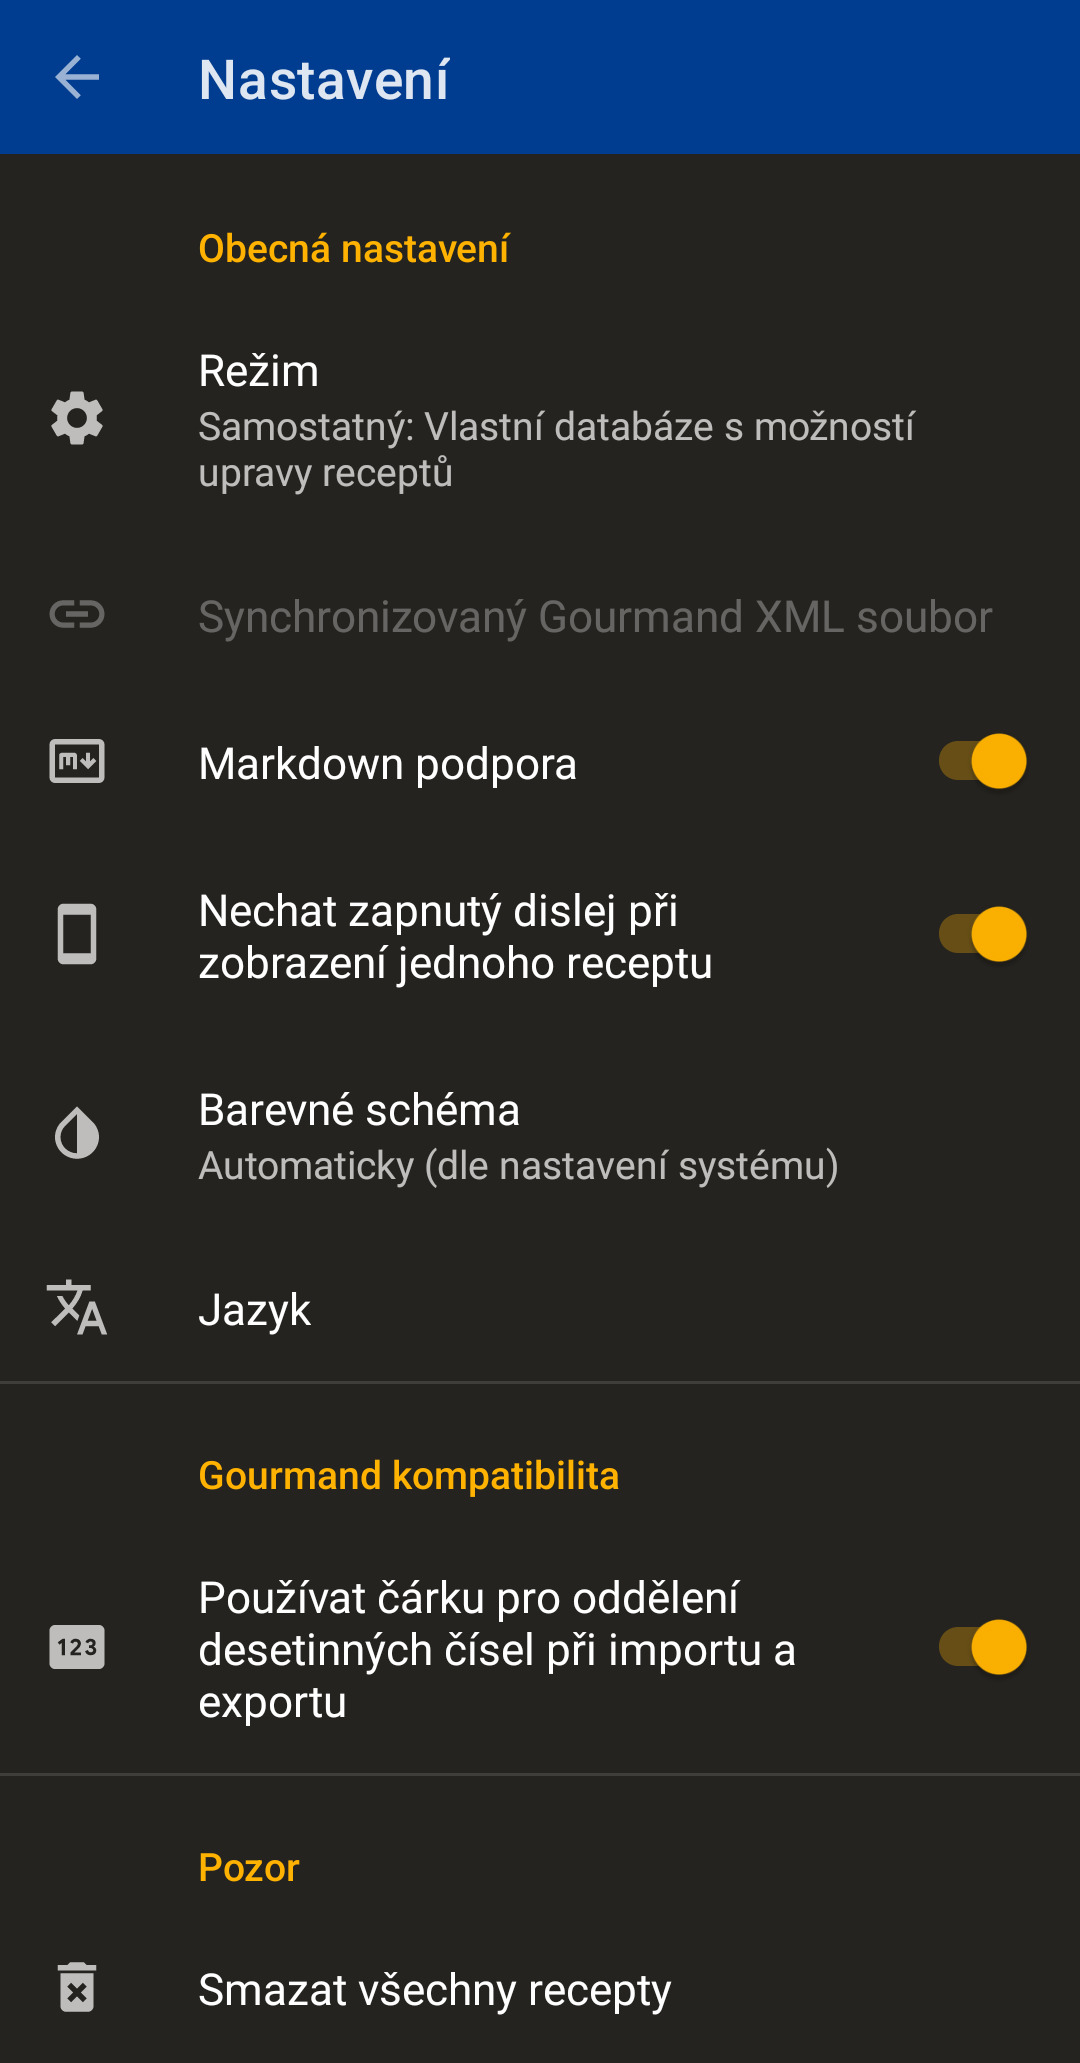 Nastavení
Obecná nastavení
Režim
Samostatný: Vlastní databáze s možností
upravy receptů
Synchronizovaný Gourmand XML soubor
Markdown podpora
Nechat zapnutý dislej při
zobrazení jednoho receptu
Barevné schéma
Automaticky (dle nastavení systému)
Jazyk
Gourmand kompatibilita
Používat čárku pro oddělení
desetinných čísel při importu a
exportu
123
Pozor
Smazat všechny recepty